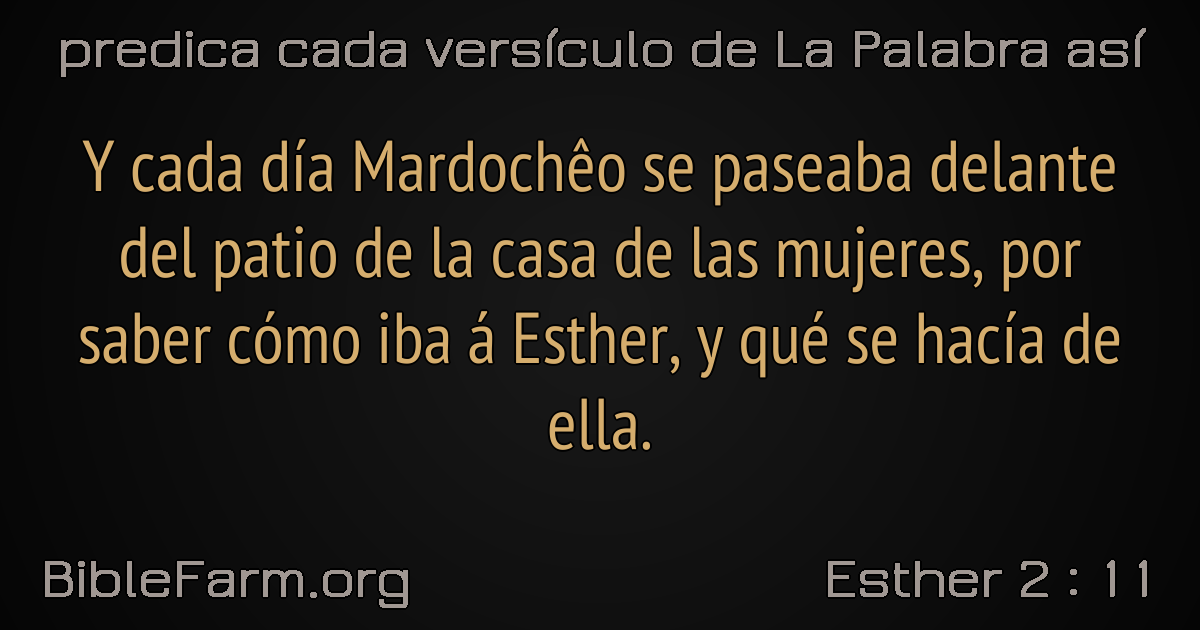 predica cada versículo de La Palabra así
Y cada día Mardochêo se paseaba delante
del patio de la casa de las mujeres, por
saber cómo iba á Esther, y qué se hacía de
ella.
BibleFarm.org
Esther 2 : 11